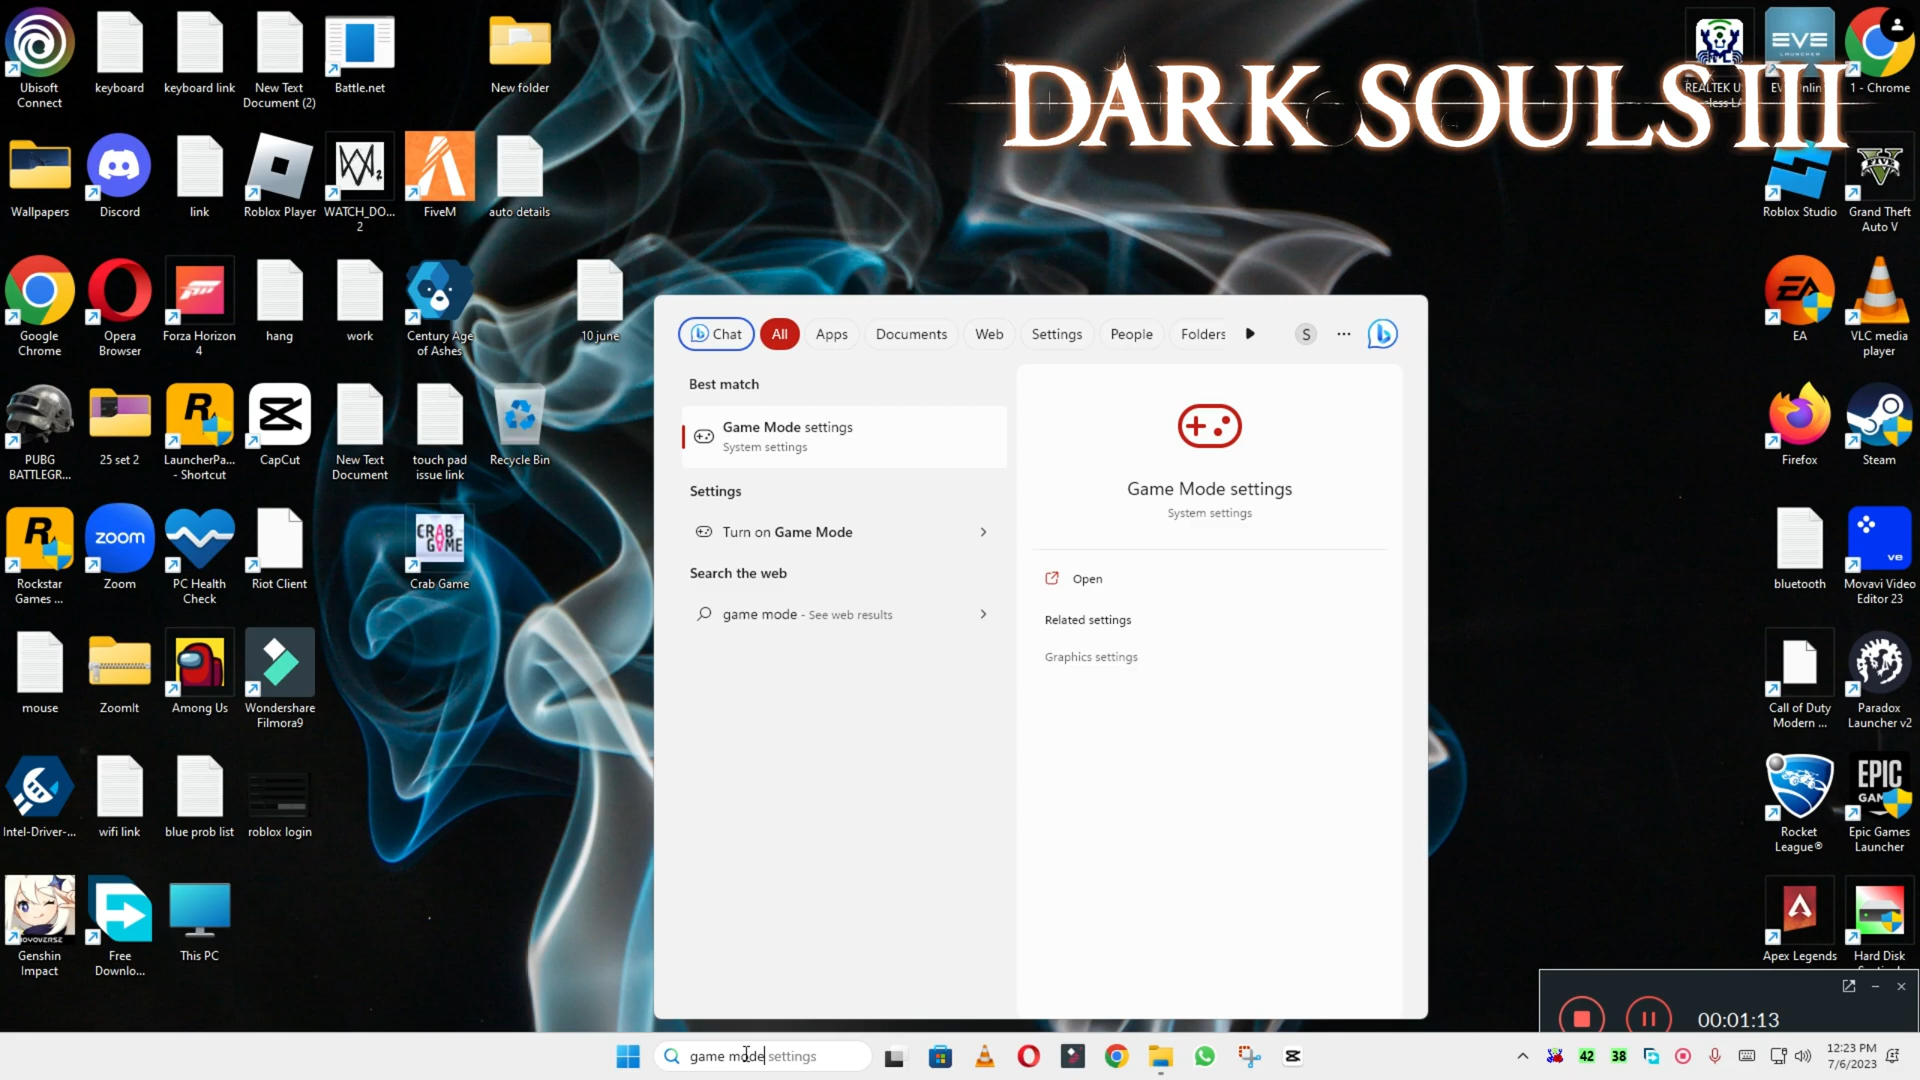 Ubisoft
Connect
keyboard
keyboard link
New Text
Document (2)
Battle.net
New folder
DARK SOULS III
EVE
1 - Chrome
Wallpapers
Discord
link
Roblox Player
WATCH_DO...
2
FiveM
auto details
Roblox Studio
Grand Theft
Auto V
Google
Chrome
Opera
Browser
Forza Horizon
4
hang
work
Century Age
of Ashes
10 june
EA
VLC media
player
PUBG
BATTLEGR...
25 set 2
LauncherPa...
- Shortcut
CapCut
New Text
Document
touch pad
issue link
Recycle Bin
Firefox
Steam
Rockstar
Games ...
zoom
Zoom
PC Health
Check
Riot Client
CRAB
GAME
Crab Game
bluetooth
ve
Movavi Video
Editor 23
mouse
ZoomIt
Among Us
Wondershare
Filmora9
Call of Duty
Modern ...
Paradox
Launcher v2
Intel-Driver-...
wifi link
blue prob list
roblox login
Rocket
League®
EPIC
Epic Games
Launcher
Genshin
Impact
Free
Downlo...
This PC
Apex Legends
Hard Disk
Chat
All
Apps
Documents
Web
Settings
People
Folders
S
...
Best match
Game Mode settings
System settings
Settings
Turn on Game Mode
Search the web
game mode - See web results
Game Mode settings
System settings
Open
Related settings
Graphics settings
00:01:13
game mode settings
42
38
12:23 PM
7/6/2023